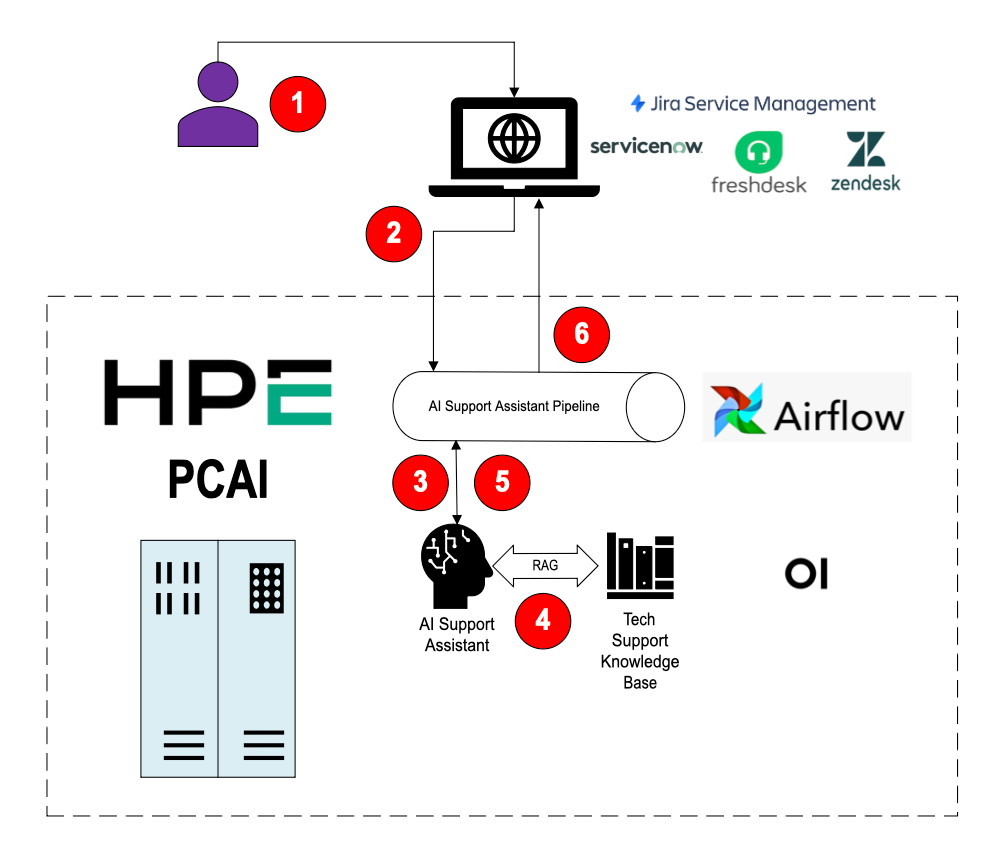 1
Jira Service Management
servicenow
freshdesk
zendesk
2
6
HPE
PCAI
AI Support Assistant Pipeline
Airflow
3
5
RAG
4
AI Support
Assistant
Tech
Support
Knowledge
Base
OI